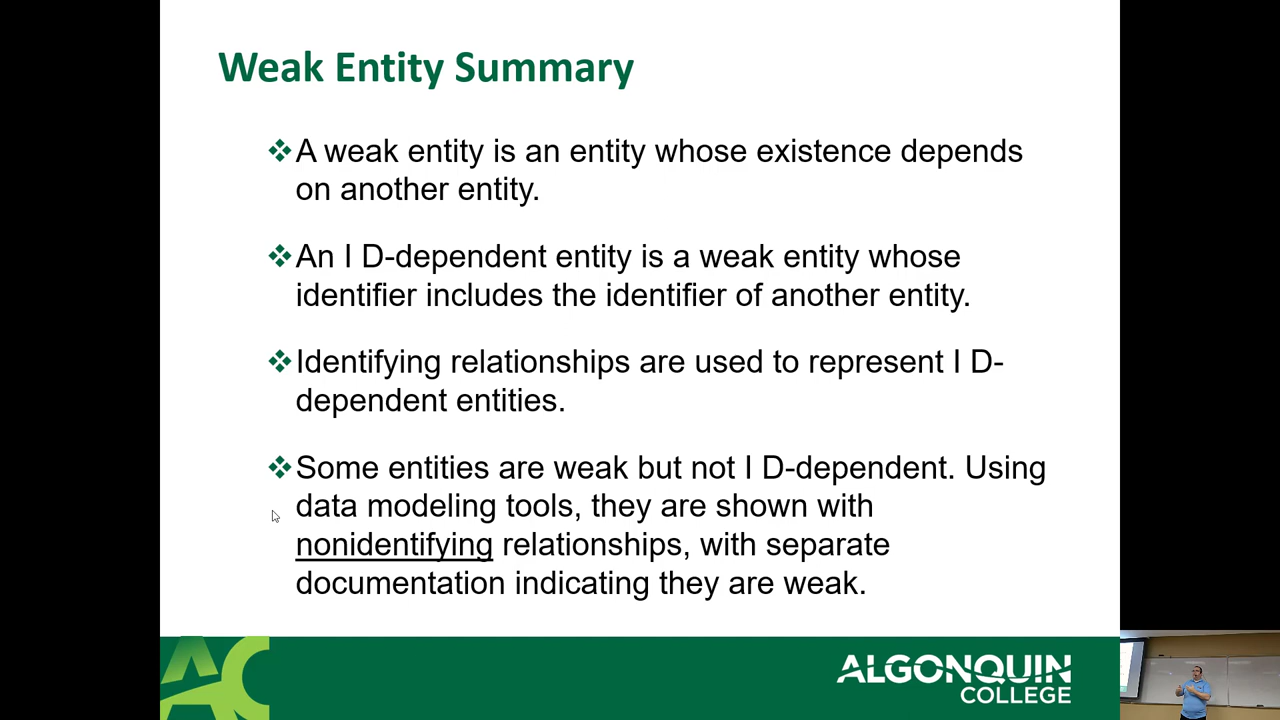 Weak Entity Summary
❖A weak entity is an entity whose existence depends
on another entity.
❖An I D-dependent entity is a weak entity whose
identifier includes the identifier of another entity.
❖Identifying relationships are used to represent I D-
dependent entities.
❖Some entities are weak but not I D-dependent. Using
data modeling tools, they are shown with
nonidentifying relationships, with separate
documentation indicating they are weak.
AC
ALGONQUIN
COLLEGE